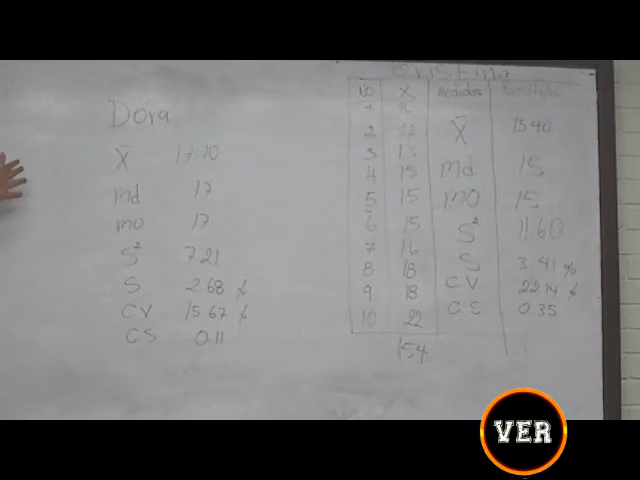 Dora
X̄ 17.10
md 17
mo 17
S² 7.21
S 2.68 %
CV 15.67 %
CS 0.11
Cristina
ID X medidas Resultado
1 10
2 12 X̄ 15.40
3 13
4 15 md 15
5 15 mo 15
6 15 S² 11.60
7 16
8 18 S 3.41 %
9 18 C.V. 22.14 %
10 22 C.S. 0.35
154
VER